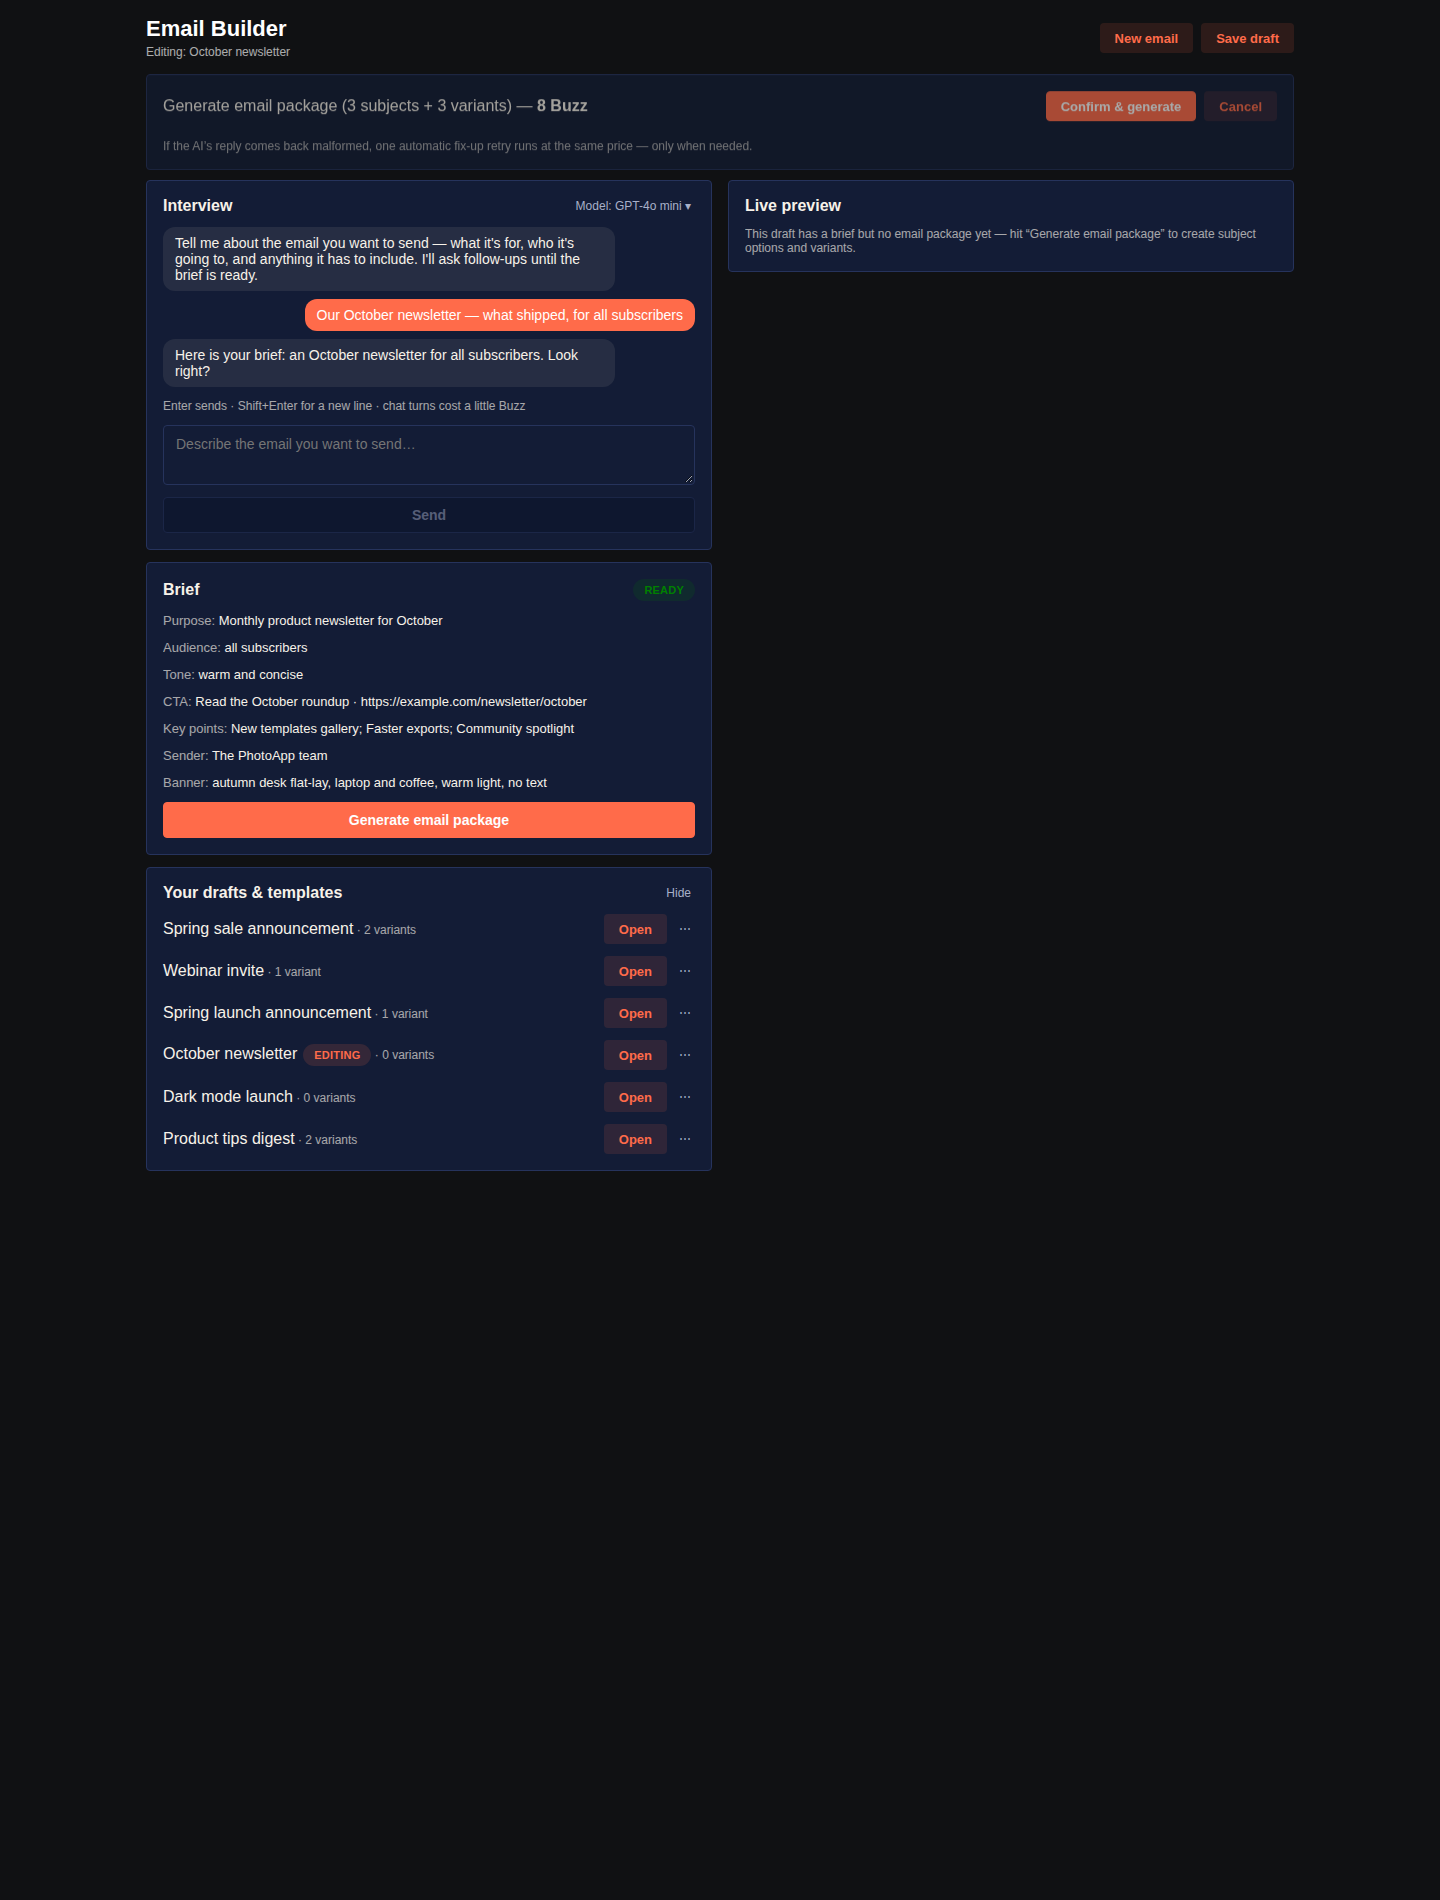 Email Builder
Editing: October newsletter
New email
Save draft
Generate email package (3 subjects + 3 variants) — 8 Buzz
Confirm & generate
Cancel
If the AI's reply comes back malformed, one automatic fix-up retry runs at the same price — only when needed.
Interview
Model: GPT-4o mini ▾
Tell me about the email you want to send — what it's for, who it's
going to, and anything it has to include. I'll ask follow-ups until the
brief is ready.
Our October newsletter — what shipped, for all subscribers
Here is your brief: an October newsletter for all subscribers. Look
right?
Enter sends · Shift+Enter for a new line · chat turns cost a little Buzz
Describe the email you want to send…
Send
Live preview
This draft has a brief but no email package yet — hit “Generate email package” to create subject
options and variants.
Brief
READY
Purpose: Monthly product newsletter for October
Audience: all subscribers
Tone: warm and concise
CTA: Read the October roundup · https://example.com/newsletter/october
Key points: New templates gallery; Faster exports; Community spotlight
Sender: The PhotoApp team
Banner: autumn desk flat-lay, laptop and coffee, warm light, no text
Generate email package
Your drafts & templates
Hide
Spring sale announcement · 2 variants
Open
···
Webinar invite · 1 variant
Open
···
Spring launch announcement · 1 variant
Open
···
October newsletter EDITING · 0 variants
Open
···
Dark mode launch · 0 variants
Open
···
Product tips digest · 2 variants
Open
···